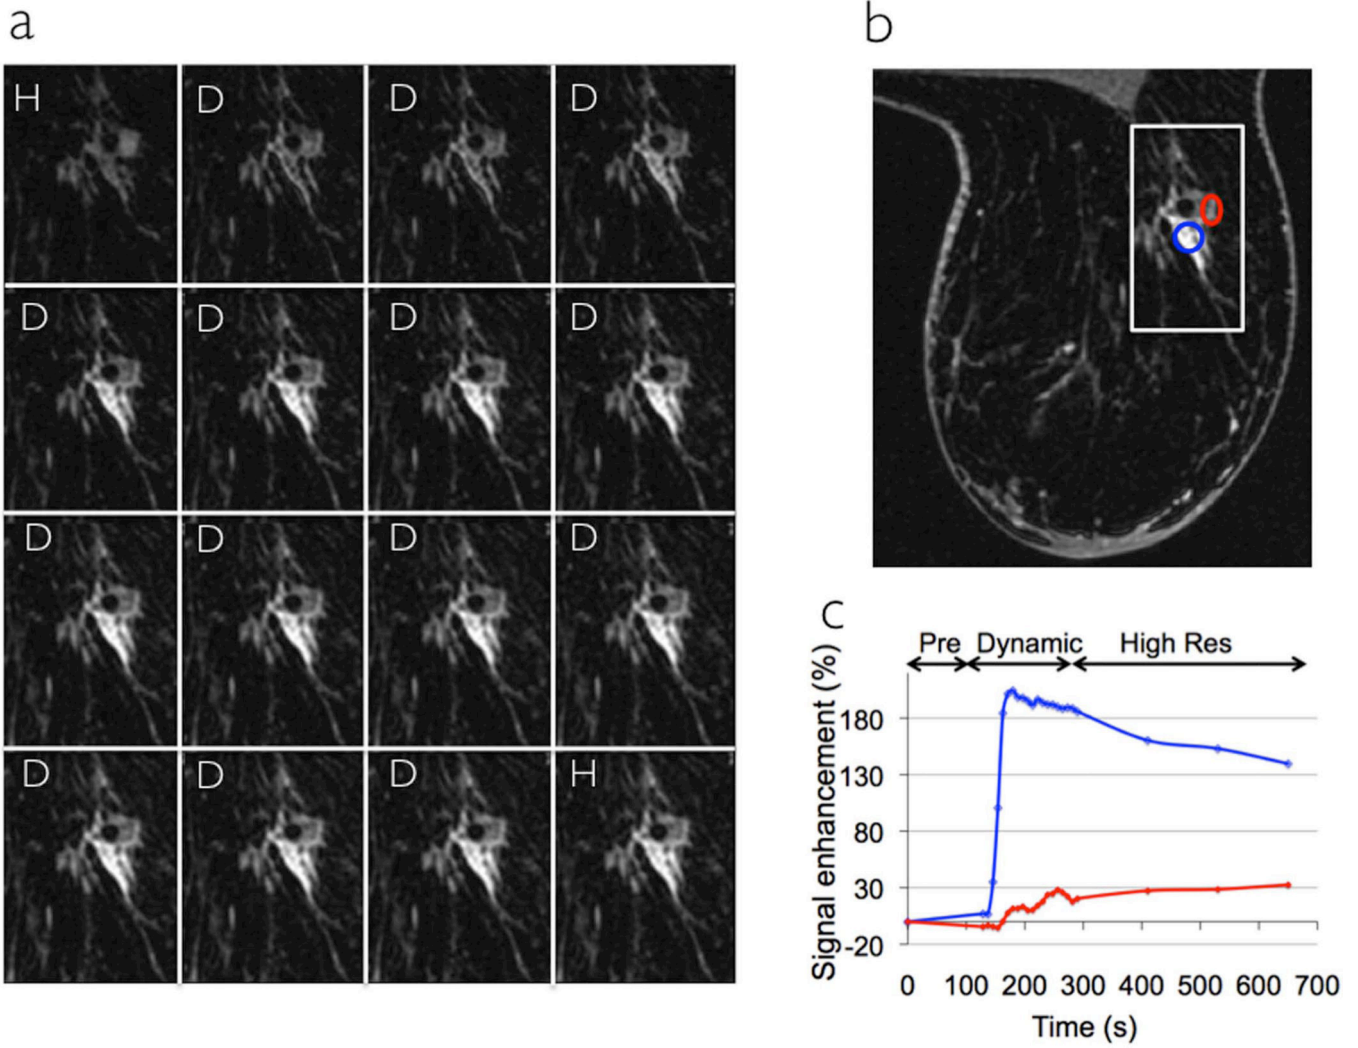 a
b
H D D D
D D D D
D D D D
D D D H
C
Pre Dynamic High Res
Signal enhancement (%)
180
130
80
30
-20
0 100 200 300 400 500 600 700
Time (s)